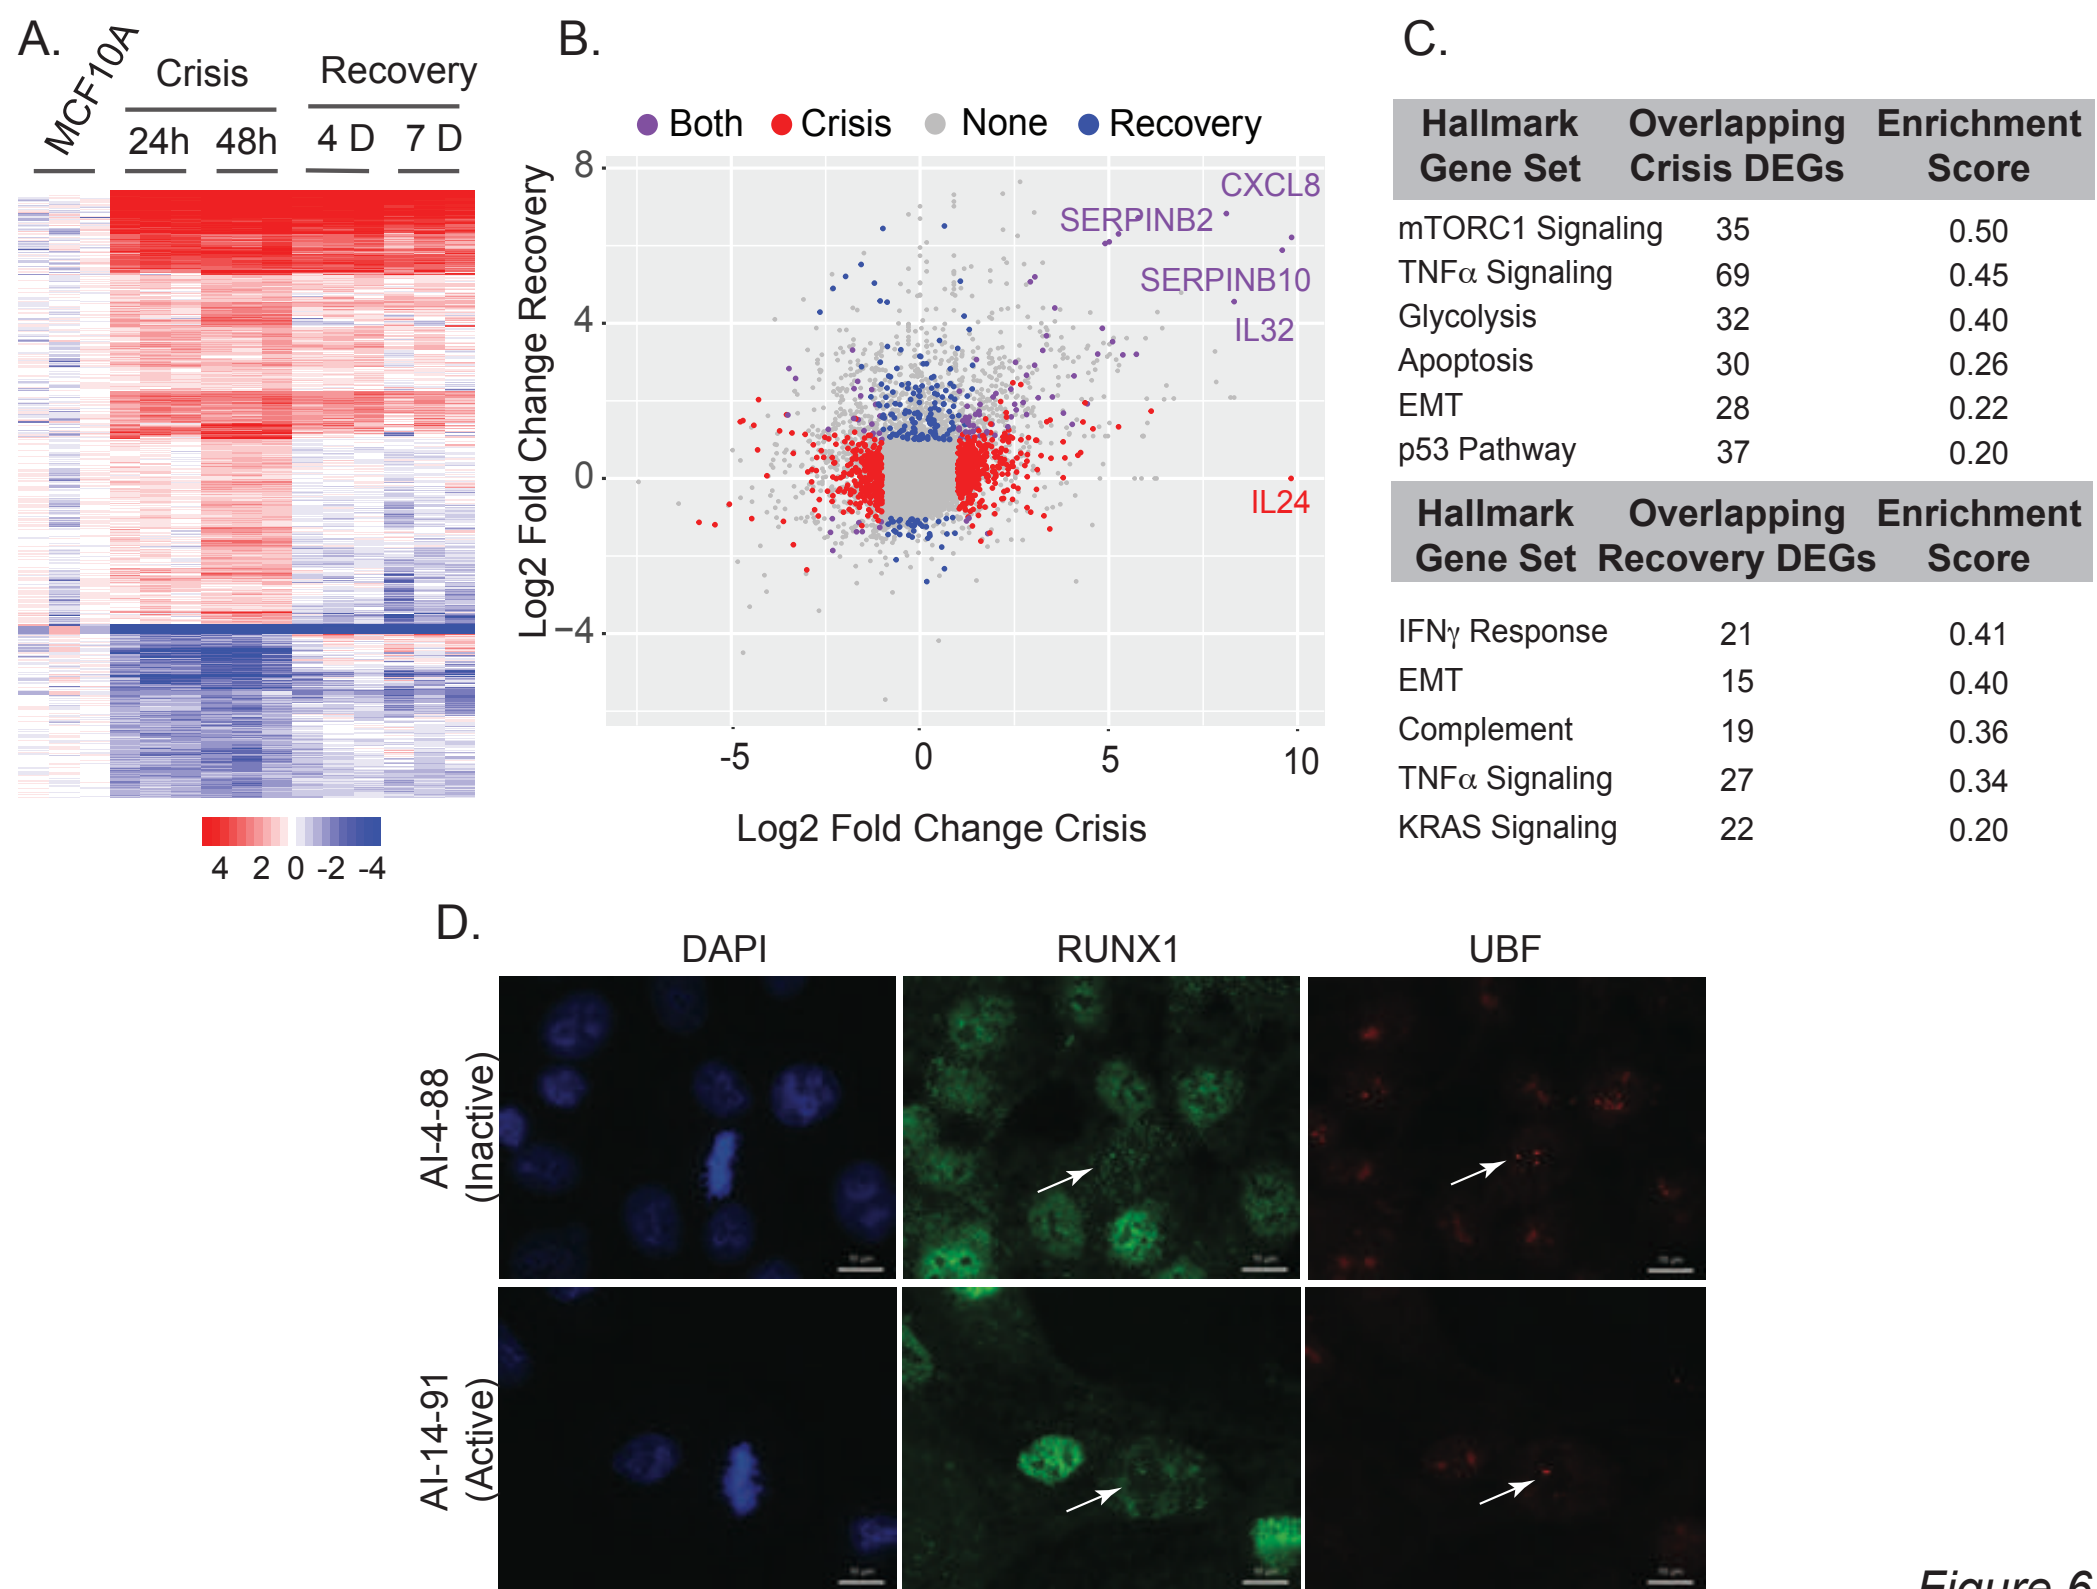 A.
MCF10A
Crisis
Recovery
24h 48h 4 D 7 D
4 2 0 -2 -4
B.
Both Crisis None Recovery
Log2 Fold Change Recovery
8
4
0
−4
CXCL8
SERPINB2
SERPINB10
IL32
IL24
-5 0 5 10
Log2 Fold Change Crisis
C.
Hallmark Overlapping Enrichment
Gene Set Crisis DEGs Score
mTORC1 Signaling 35 0.50
TNFα Signaling 69 0.45
Glycolysis 32 0.40
Apoptosis 30 0.26
EMT 28 0.22
p53 Pathway 37 0.20
Hallmark Overlapping Enrichment
Gene Set Recovery DEGs Score
IFNγ Response 21 0.41
EMT 15 0.40
Complement 19 0.36
TNFα Signaling 27 0.34
KRAS Signaling 22 0.20
D.
DAPI RUNX1 UBF
AI-4-88
(Inactive)
AI-14-91
(Active)
Figure 6